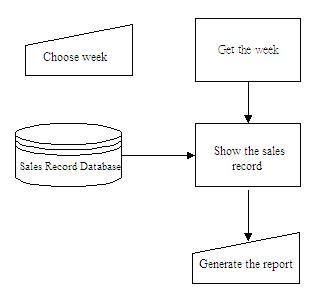 Choose week
Get the week
Sales Record Database
Show the sales
record
Generate the report